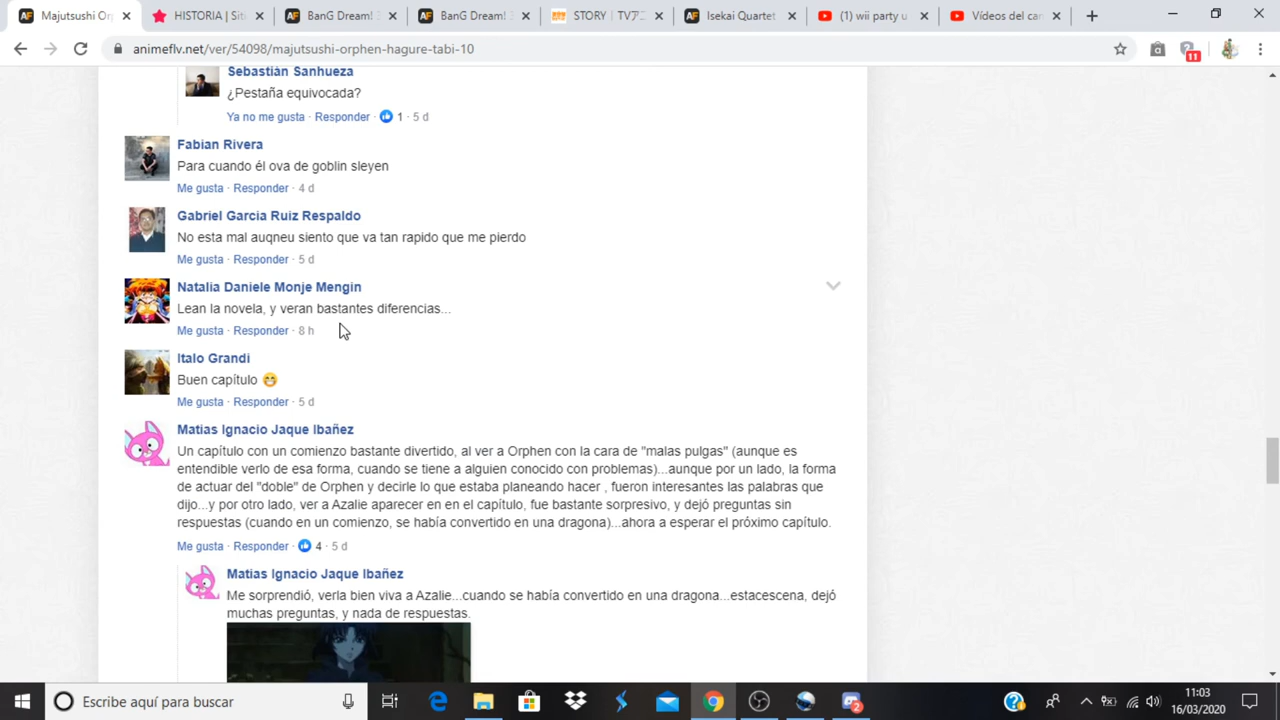 Majutsushi Or
HISTORIA | Sit
BanG Dream! 3
BanG Dream! 3
STORY | TVアニ
Isekai Quartet
(1) wii party u
Vídeos del car
animeflv.net/ver/54098/majutsushi-orphen-hagure-tabi-10
11
Sebastián Sanhueza
¿Pestaña equivocada?
Ya no me gusta · Responder · 1 · 5 d
Fabian Rivera
Para cuando él ova de goblin sleyen
Me gusta · Responder · 4 d
Gabriel Garcia Ruiz Respaldo
No esta mal auqneu siento que va tan rapido que me pierdo
Me gusta · Responder · 5 d
Natalia Daniele Monje Mengin
Lean la novela, y veran bastantes diferencias...
Me gusta · Responder · 8 h
Italo Grandi
Buen capítulo 😁
Me gusta · Responder · 5 d
Matias Ignacio Jaque Ibañez
Un capítulo con un comienzo bastante divertido, al ver a Orphen con la cara de "malas pulgas" (aunque es
entendible verlo de esa forma, cuando se tiene a alguien conocido con problemas)...aunque por un lado, la forma
de actuar del "doble" de Orphen y decirle lo que estaba planeando hacer , fueron interesantes las palabras que
dijo...y por otro lado, ver a Azalie aparecer en en el capítulo, fue bastante sorpresivo, y dejó preguntas sin
respuestas (cuando en un comienzo, se había convertido en una dragona)...ahora a esperar el próximo capítulo.
Me gusta · Responder · 4 · 5 d
Matias Ignacio Jaque Ibañez
Me sorprendió, verla bien viva a Azalie...cuando se había convertido en una dragona...estacescena, dejó
muchas preguntas, y nada de respuestas.
Escribe aquí para buscar
11:03
16/03/2020